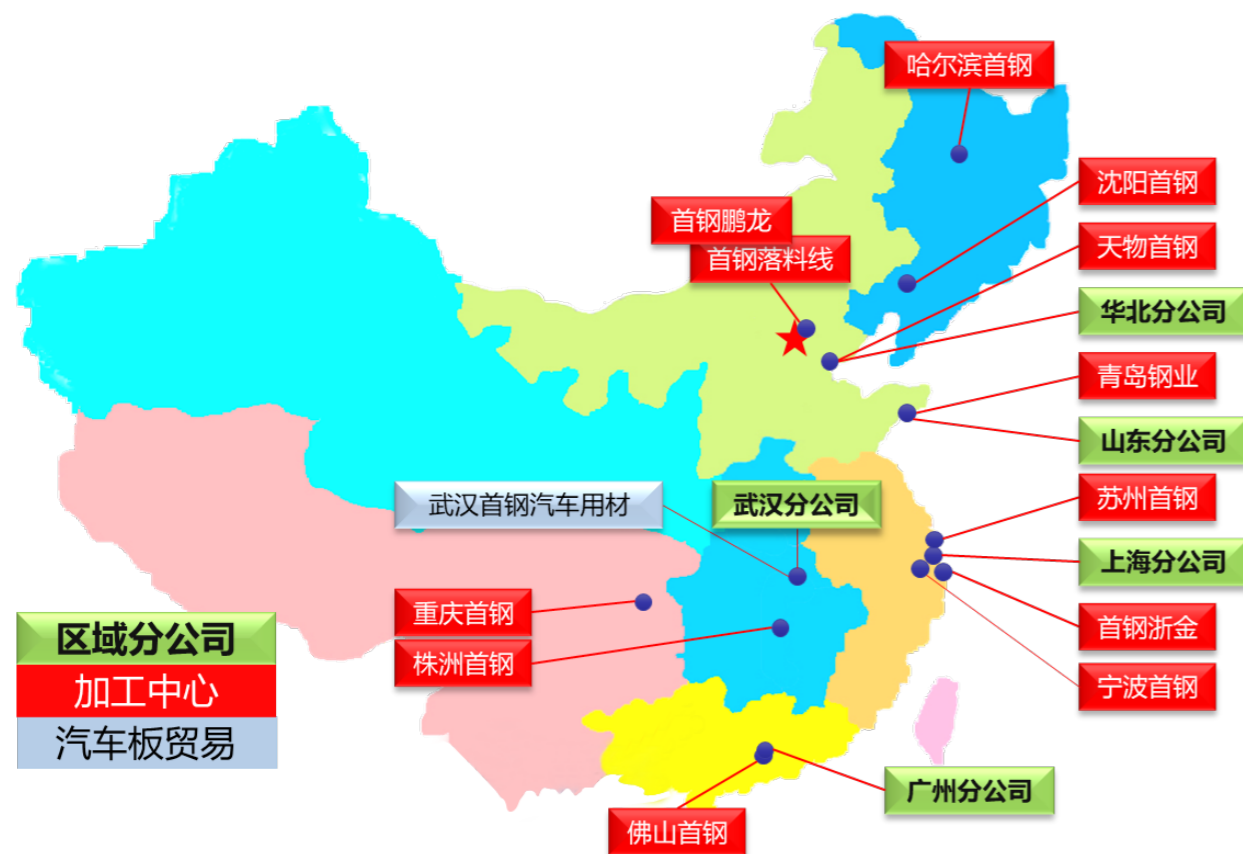 哈尔滨首钢
沈阳首钢
首钢鹏龙
天物首钢
首钢落料线
华北分公司
青岛钢业
山东分公司
武汉首钢汽车用材
武汉分公司
苏州首钢
上海分公司
重庆首钢
首钢浙金
株洲首钢
宁波首钢
区域分公司
加工中心
汽车板贸易
广州分公司
佛山首钢